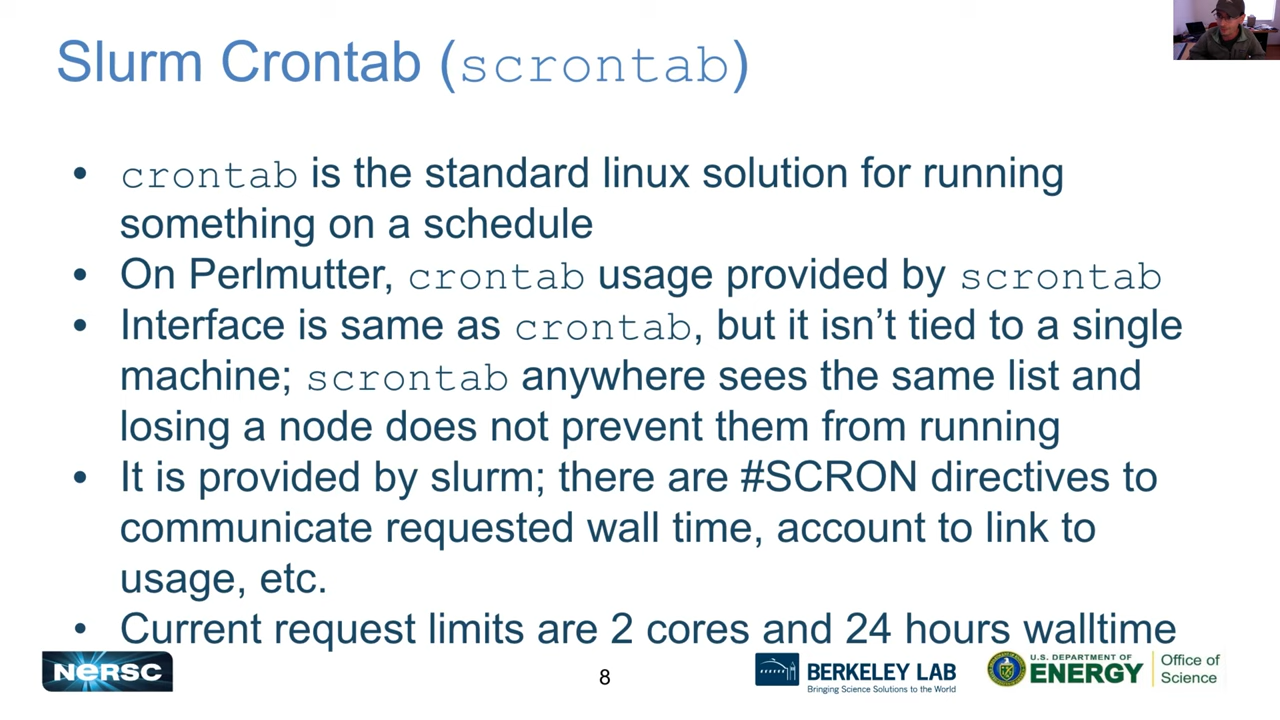 Slurm Crontab (scrontab)
• crontab is the standard linux solution for running
something on a schedule
• On Perlmutter, crontab usage provided by scrontab
• Interface is same as crontab, but it isn’t tied to a single
machine; scrontab anywhere sees the same list and
losing a node does not prevent them from running
• It is provided by slurm; there are #SCRON directives to
communicate requested wall time, account to link to
usage, etc.
• Current request limits are 2 cores and 24 hours walltime
NERSC
8
BERKELEY LAB
Bringing Science Solutions to the World
U.S. DEPARTMENT OF
ENERGY
Office of
Science